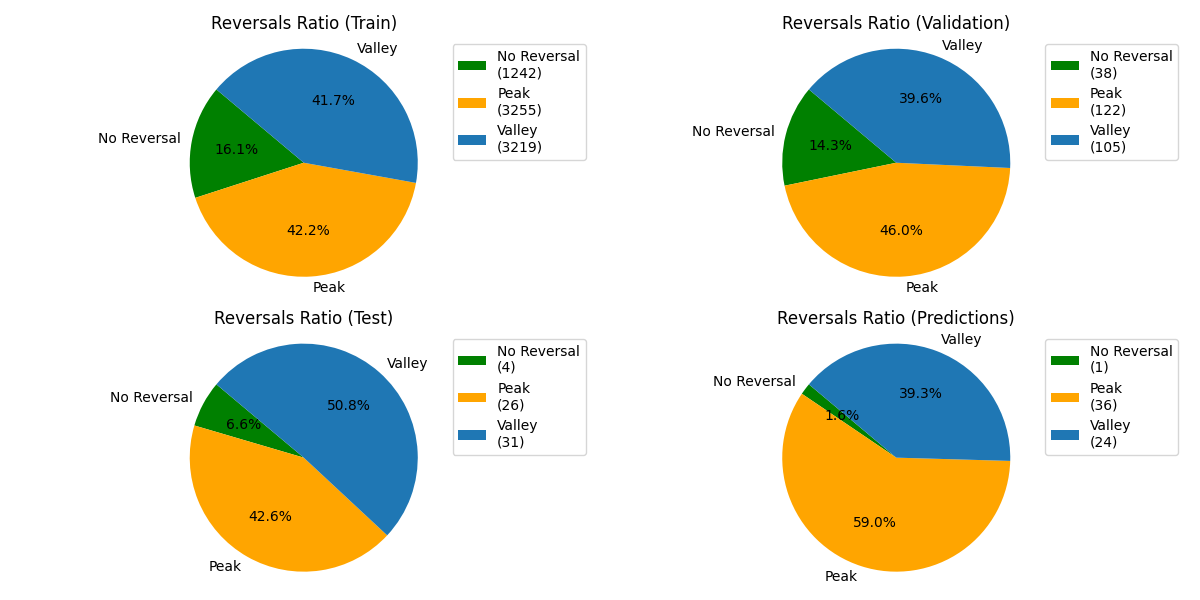 Reversals Ratio (Train)
Valley
41.7%
No Reversal
16.1%
42.2%
Peak
No Reversal
(1242)
Peak
(3255)
Valley
(3219)
Reversals Ratio (Validation)
Valley
39.6%
No Reversal
14.3%
46.0%
Peak
No Reversal
(38)
Peak
(122)
Valley
(105)
Reversals Ratio (Test)
Valley
50.8%
No Reversal
6.6%
42.6%
Peak
No Reversal
(4)
Peak
(26)
Valley
(31)
Reversals Ratio (Predictions)
Valley
39.3%
No Reversal
1.6%
59.0%
Peak
No Reversal
(1)
Peak
(36)
Valley
(24)